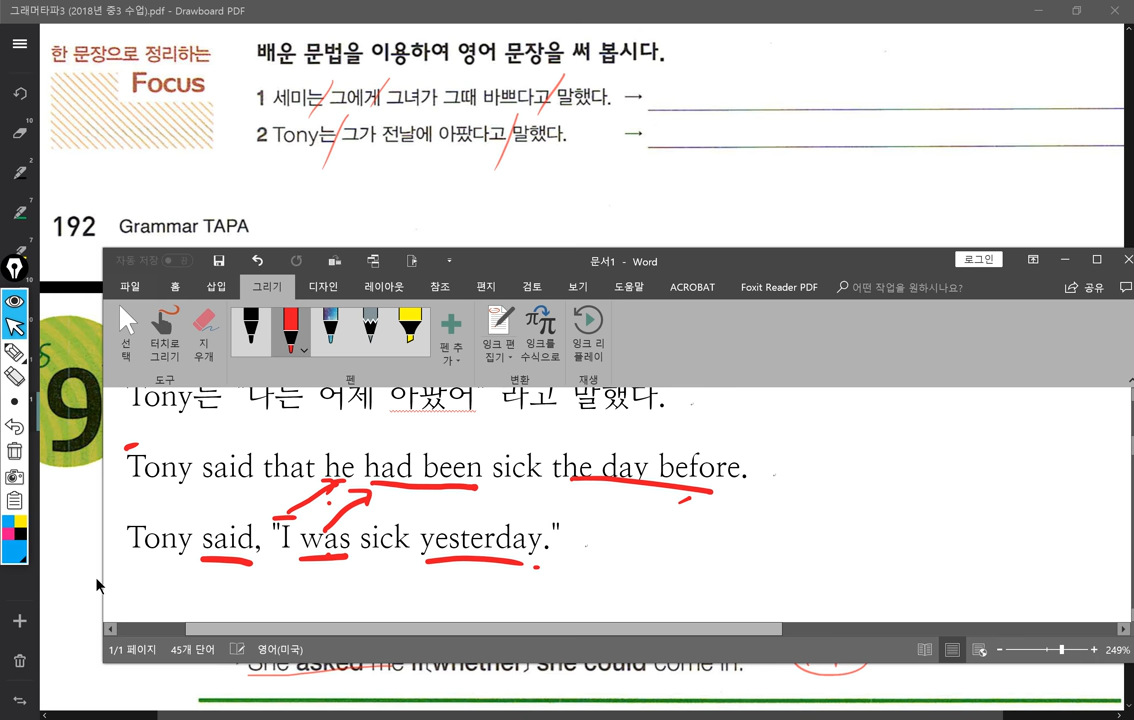 그래머타파3 (2018년 중3 수업).pdf - Drawboard PDF
한 문장으로 정리하는
Focus
배운 문법을 이용하여 영어 문장을 써 봅시다.
1 세미는 그에게 그녀가 그때 바쁘다고 말했다. →
2 Tony는 그가 전날에 아팠다고 말했다. →
192 Grammar TAPA
자동 저장
문서1 - Word
로그인
파일 홈 삽입 그리기 디자인 레이아웃 참조 편지 검토 보기 도움말 ACROBAT Foxit Reader PDF 어떤 작업을 원하시나요? 공유
선택
터치로 그리기
지우개
펜 추가
잉크 편집기
잉크를 수식으로
잉크 리플레이
도구 펜 변환 재생
Tony는 "나는 어제 아팠어" 라고 말했다.
Tony said that he had been sick the day before.
Tony said, "I was sick yesterday."
1/1 페이지 45개 단어 영어(미국) 249%
She asked me if(whether) she could come in.
10
2
7
7
10
9